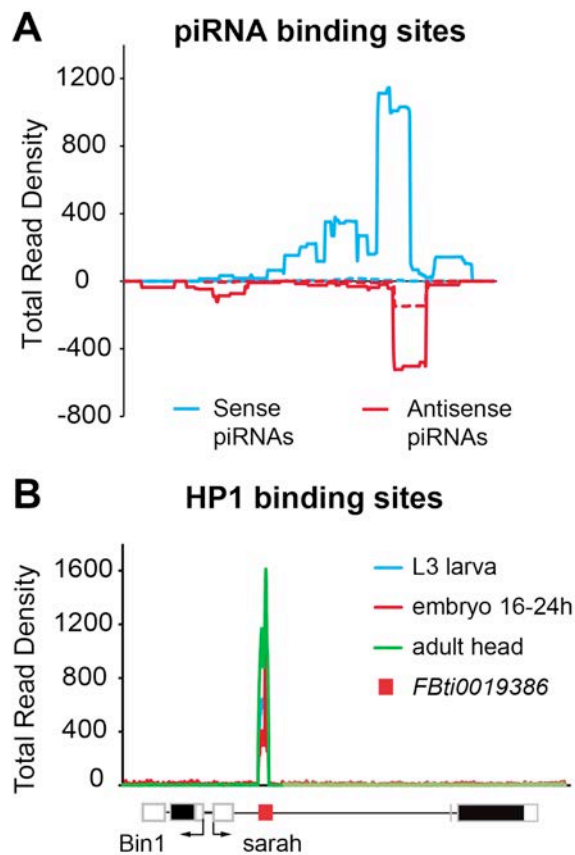 A piRNA binding sites
1200
800
400
0
-400
-800
Total Read Density
Sense piRNAs
Antisense piRNAs
B HP1 binding sites
1600
1200
800
400
0
Total Read Density
L3 larva
embryo 16-24h
adult head
FBti0019386
Bin1
sarah